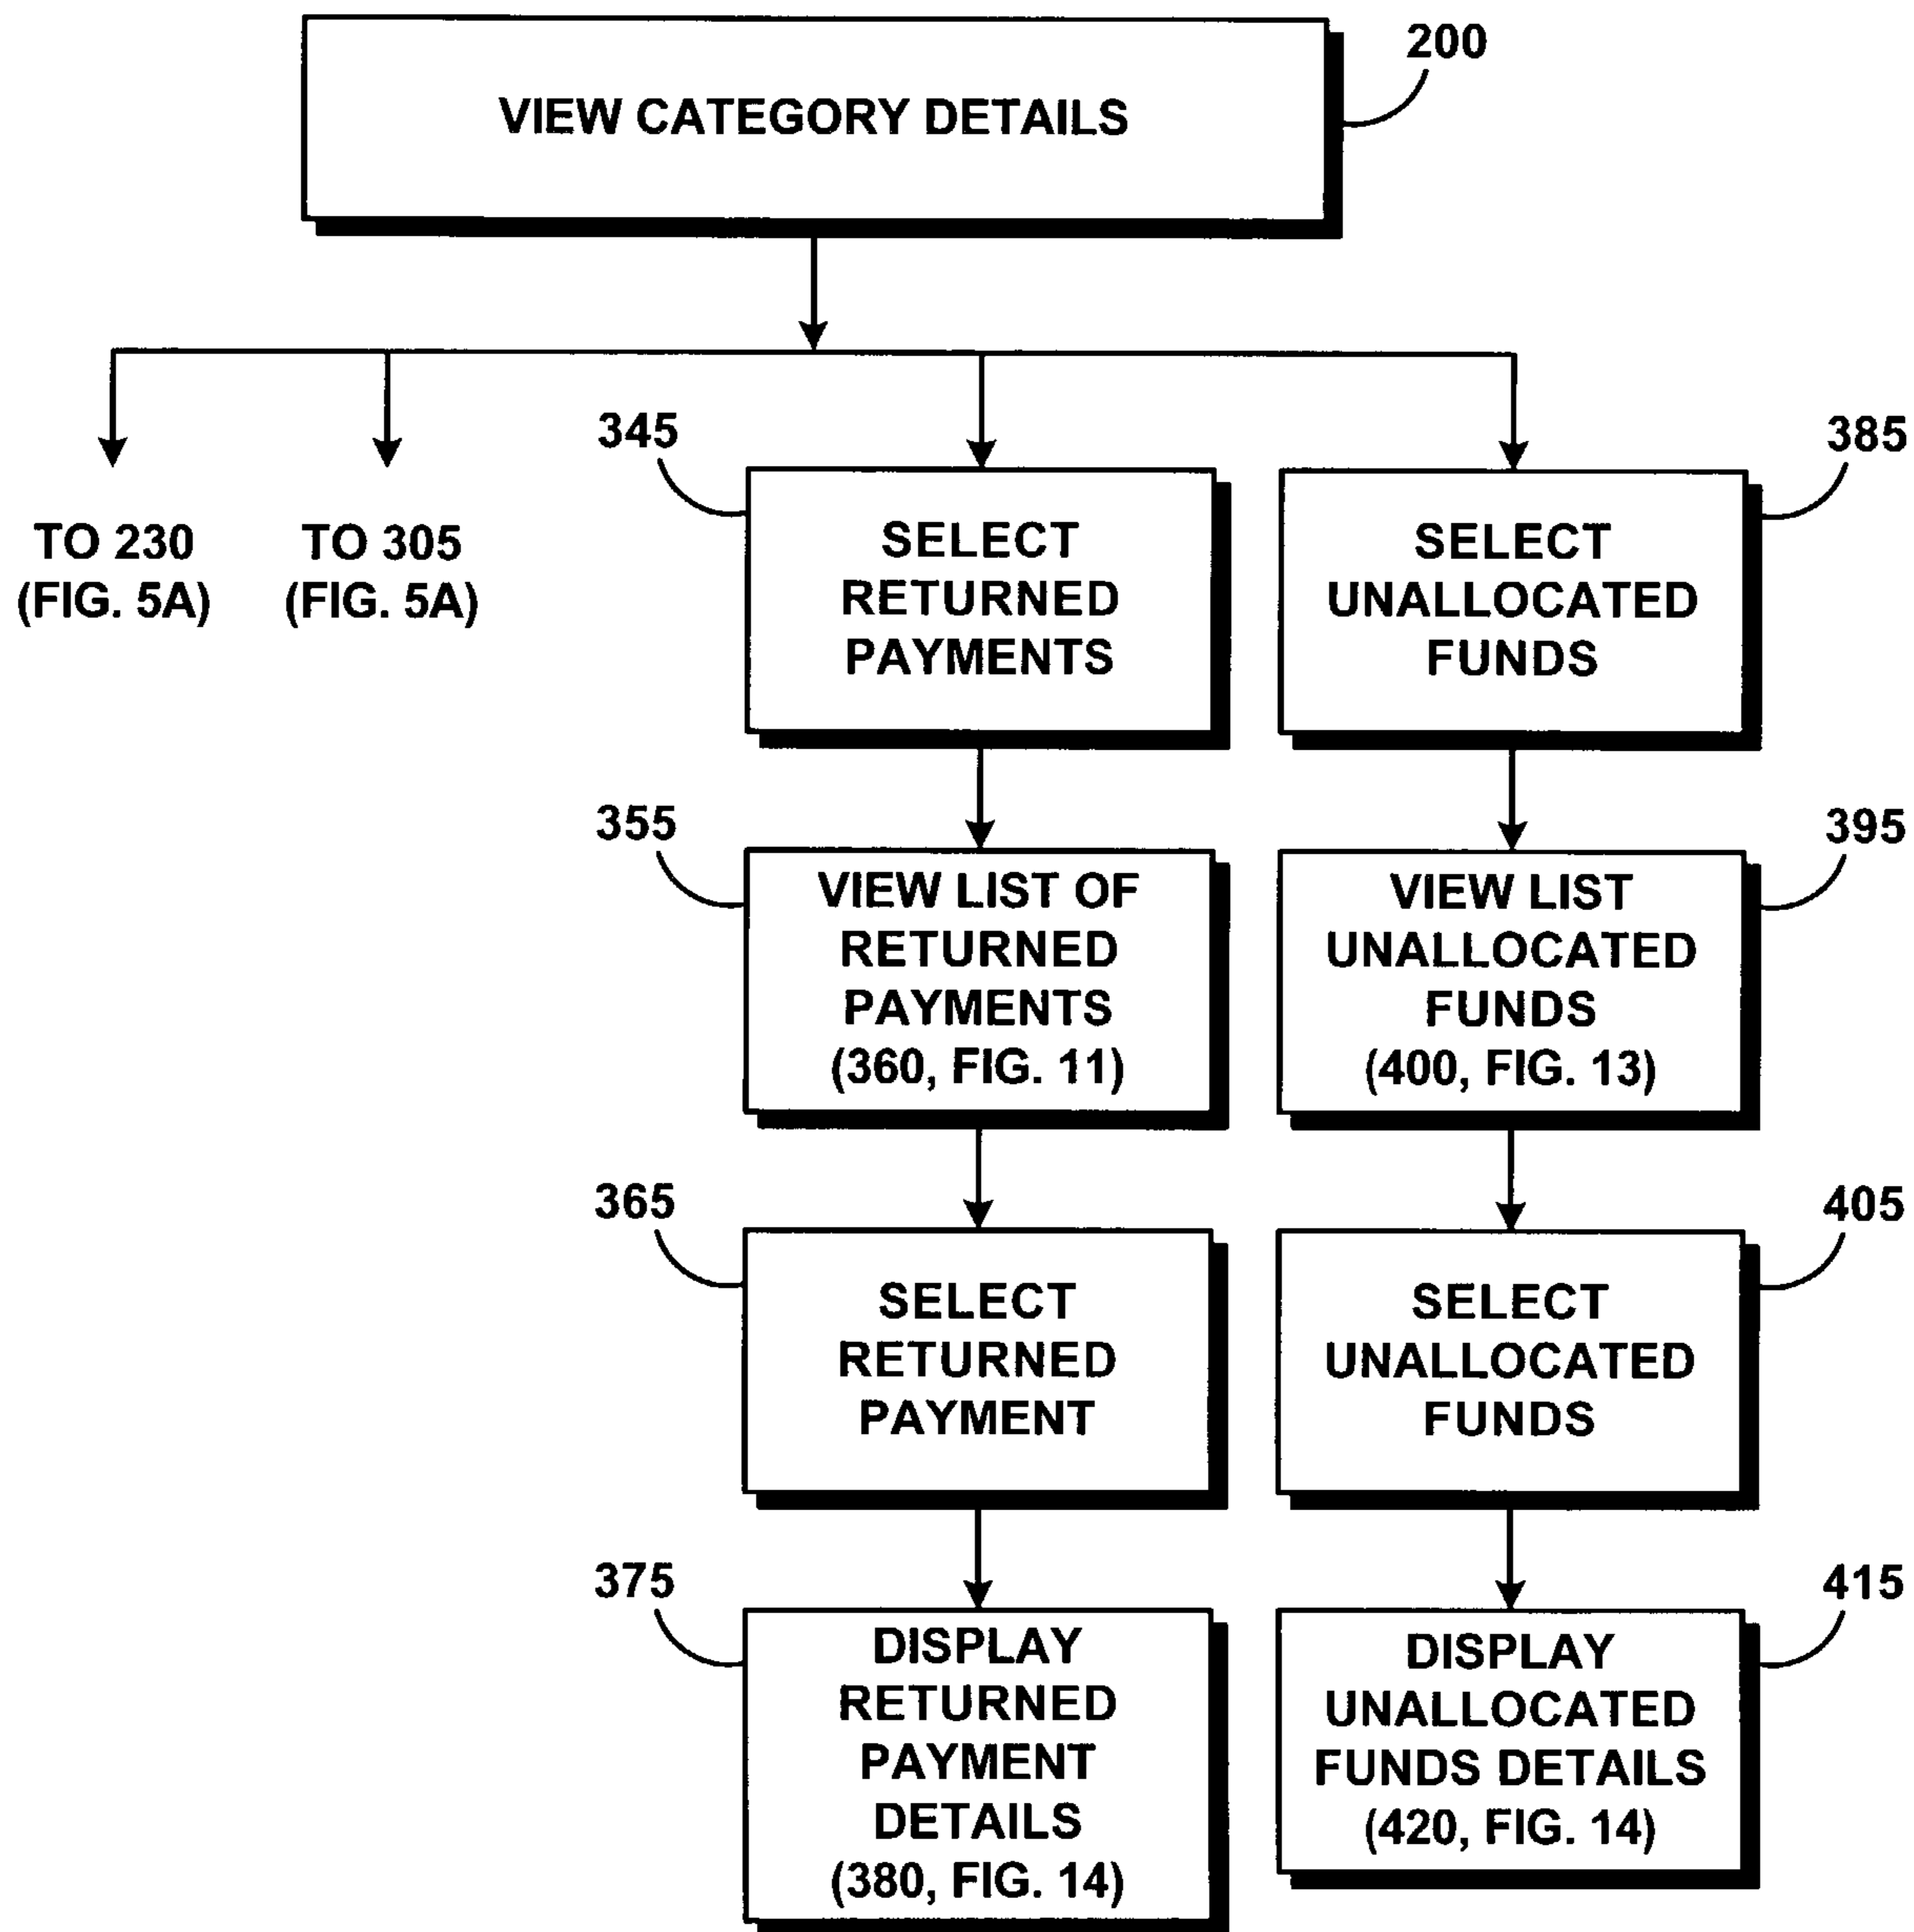 200
VIEW CATEGORY DETAILS
TO 230
(FIG. 5A)
TO 305
(FIG. 5A)
345
SELECT
RETURNED
PAYMENTS
385
SELECT
UNALLOCATED
FUNDS
355
VIEW LIST OF
RETURNED
PAYMENTS
(360, FIG. 11)
395
VIEW LIST
UNALLOCATED
FUNDS
(400, FIG. 13)
365
SELECT
RETURNED
PAYMENT
405
SELECT
UNALLOCATED
FUNDS
375
DISPLAY
RETURNED
PAYMENT
DETAILS
(380, FIG. 14)
415
DISPLAY
UNALLOCATED
FUNDS DETAILS
(420, FIG. 14)